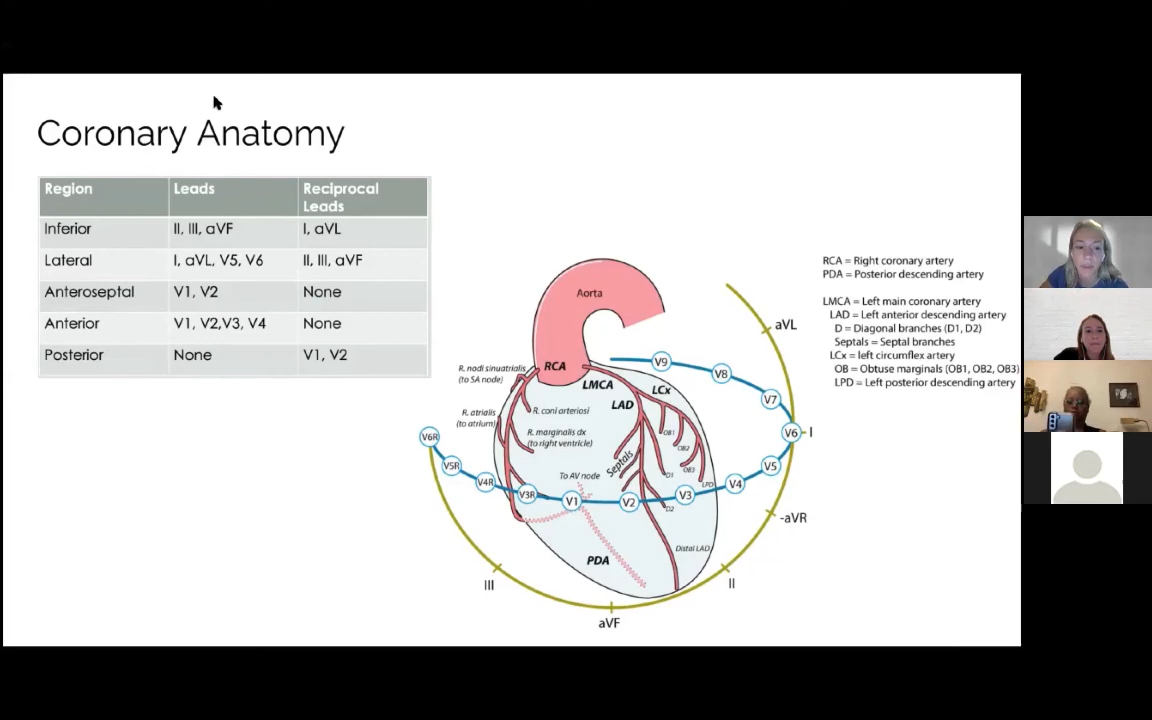 Coronary Anatomy
Region Leads Reciprocal Leads
Inferior II, III, aVF I, aVL
Lateral I, aVL, V5, V6 II, III, aVF
Anteroseptal V1, V2 None
Anterior V1, V2,V3, V4 None
Posterior None V1, V2
Aorta
RCA
LMCA
LAD
LCx
R. nodi sinuatrialis
(to SA node)
R. coni arteriosi
R. atrialis
(to atrium)
R. marginalis dx
(to right ventricle)
To AV node
Septals
OB1
OB2
OB3
D1
LPD
D2
Distal LAD
PDA
V6R
V5R
V4R
V3R
V1
V2
V3
V4
V5
V6
V7
V8
V9
aVL
I
-aVR
II
aVF
III
RCA = Right coronary artery
PDA = Posterior descending artery
LMCA = Left main coronary artery
LAD = Left anterior descending artery
D = Diagonal branches (D1, D2)
Septals = Septal branches
LCx = left circumflex artery
OB = Obtuse marginals (OB1, OB2, OB3)
LPD = Left posterior descending artery